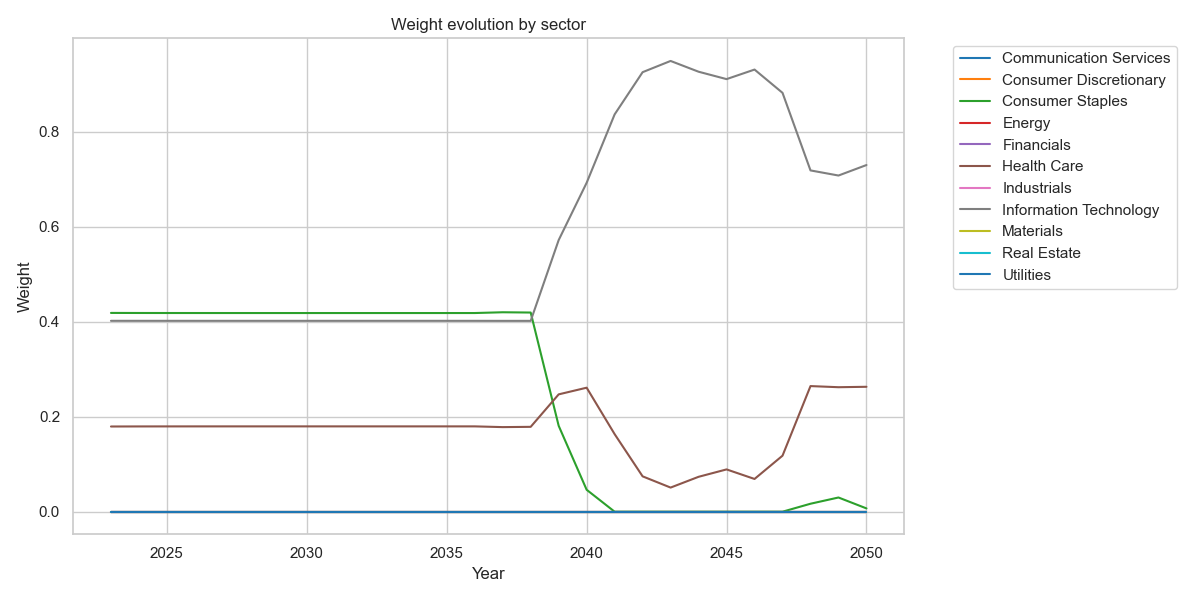 Weight evolution by sector
Weight
0.8
0.6
0.4
0.2
0.0
2025
2030
2035
2040
2045
2050
Year
Communication Services
Consumer Discretionary
Consumer Staples
Energy
Financials
Health Care
Industrials
Information Technology
Materials
Real Estate
Utilities